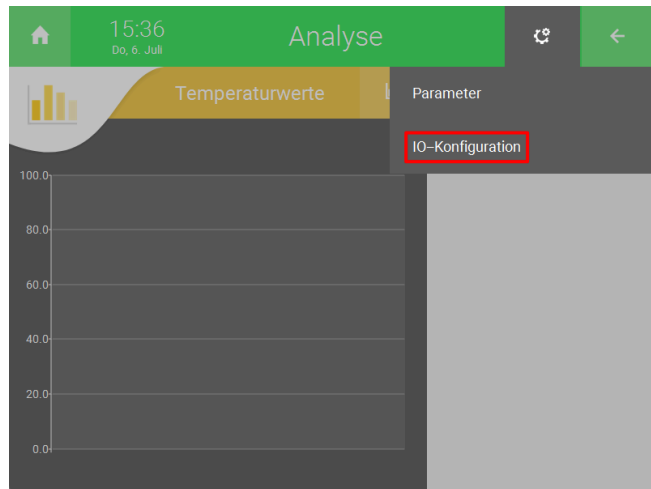 15:36
Do, 6. Juli
Analyse
Temperaturwerte
Parameter
IO–Konfiguration
100.0
80.0
60.0
40.0
20.0
0.0